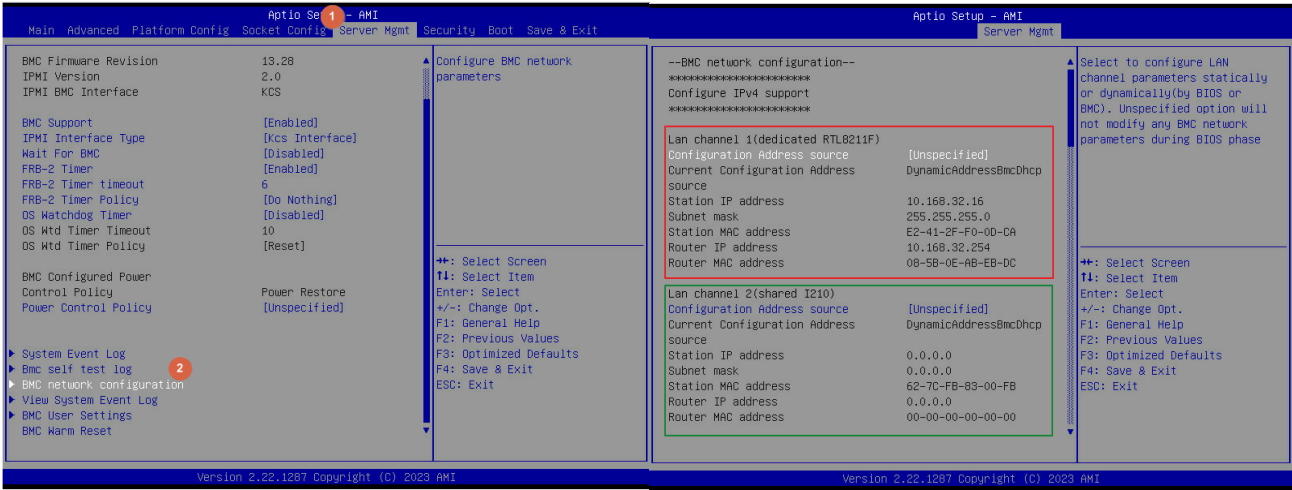 Aptio Se 1 – AMI
Main Advanced Platform Config Socket Config Server Mgmt Security Boot Save & Exit
BMC Firmware Revision 13.28
IPMI Version 2.0
IPMI BMC Interface KCS
BMC Support [Enabled]
IPMI Interface Type [Kcs Interface]
Wait For BMC [Disabled]
FRB-2 Timer [Enabled]
FRB-2 Timer timeout 6
FRB-2 Timer Policy [Do Nothing]
OS Watchdog Timer [Disabled]
OS Wtd Timer Timeout 10
OS Wtd Timer Policy [Reset]
BMC Configured Power
Control Policy Power Restore
Power Control Policy [Unspecified]
System Event Log
Bmc self test log 2
BMC network configuration
View System Event Log
BMC User Settings
BMC Warm Reset
Configure BMC network
parameters
→←: Select Screen
↑↓: Select Item
Enter: Select
+/-: Change Opt.
F1: General Help
F2: Previous Values
F3: Optimized Defaults
F4: Save & Exit
ESC: Exit
Version 2.22.1287 Copyright (C) 2023 AMI
Aptio Setup – AMI
Server Mgmt
--BMC network configuration--
**********************
Configure IPv4 support
**********************
Lan channel 1(dedicated RTL8211F)
Configuration Address source [Unspecified]
Current Configuration Address DynamicAddressBmcDhcp
source
Station IP address 10.168.32.16
Subnet mask 255.255.255.0
Station MAC address E2-41-2F-F0-0D-CA
Router IP address 10.168.32.254
Router MAC address 08-5B-0E-AB-EB-DC
Lan channel 2(shared I210)
Configuration Address source [Unspecified]
Current Configuration Address DynamicAddressBmcDhcp
source
Station IP address 0.0.0.0
Subnet mask 0.0.0.0
Station MAC address 62-7C-FB-83-00-FB
Router IP address 0.0.0.0
Router MAC address 00-00-00-00-00-00
Select to configure LAN
channel parameters statically
or dynamically(by BIOS or
BMC). Unspecified option will
not modify any BMC network
parameters during BIOS phase
→←: Select Screen
↑↓: Select Item
Enter: Select
+/-: Change Opt.
F1: General Help
F2: Previous Values
F3: Optimized Defaults
F4: Save & Exit
ESC: Exit
Version 2.22.1287 Copyright (C) 2023 AMI